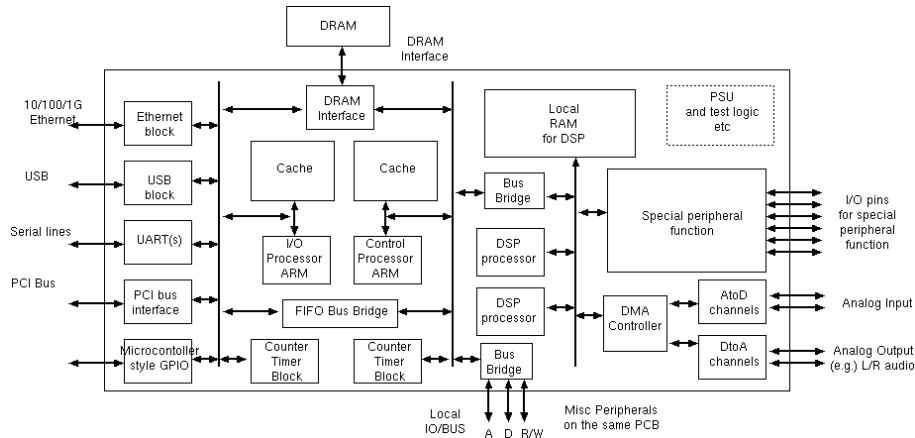 DRAM
DRAM
Interface
10/100/1G
Ethernet
Ethernet
block
DRAM
Interface
Local
RAM
for DSP
PSU
and test logic
etc
Cache
Cache
USB
USB
block
Bus
Bridge
Special peripheral
function
I/O pins
for special
peripheral
function
Serial lines
UART(s)
I/O
Processor
ARM
Control
Processor
ARM
DSP
processor
PCI Bus
PCI bus
interface
FIFO Bus Bridge
DSP
processor
DMA
Controller
AtoD
channels
Analog Input
Microcontoller
style GPIO
Counter
Timer
Block
Counter
Timer
Block
Bus
Bridge
DtoA
channels
Analog Output
(e.g.) L/R audio
Local
IO/BUS
A D R/W
Misc Peripherals
on the same PCB